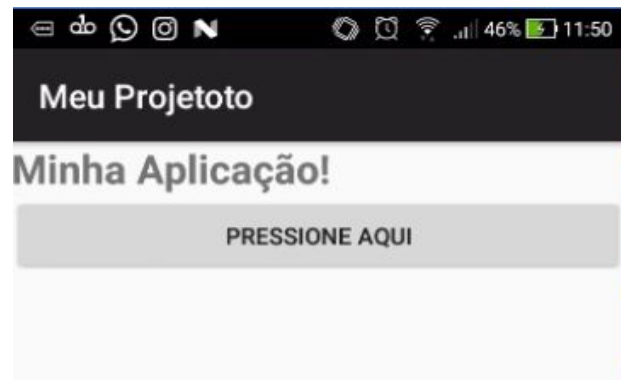 46% 11:50
Meu Projetoto
Minha Aplicação!
PRESSIONE AQUI